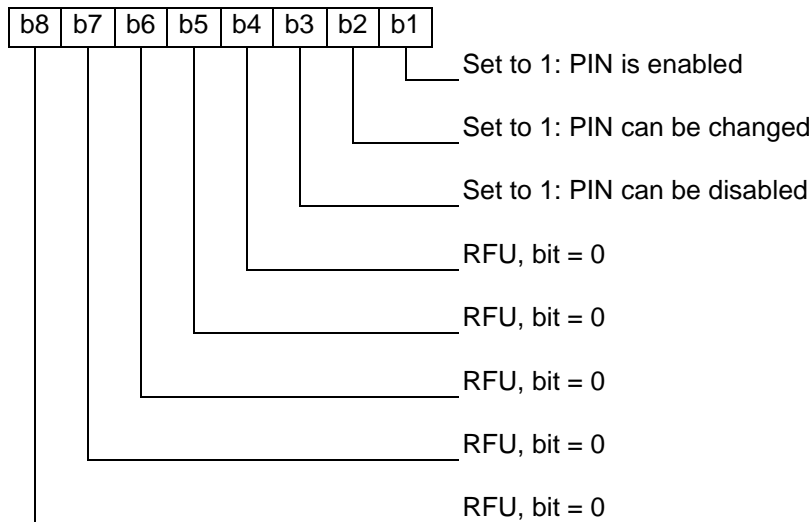 b8 b7 b6 b5 b4 b3 b2 b1
Set to 1: PIN is enabled
Set to 1: PIN can be changed
Set to 1: PIN can be disabled
RFU, bit = 0
RFU, bit = 0
RFU, bit = 0
RFU, bit = 0
RFU, bit = 0